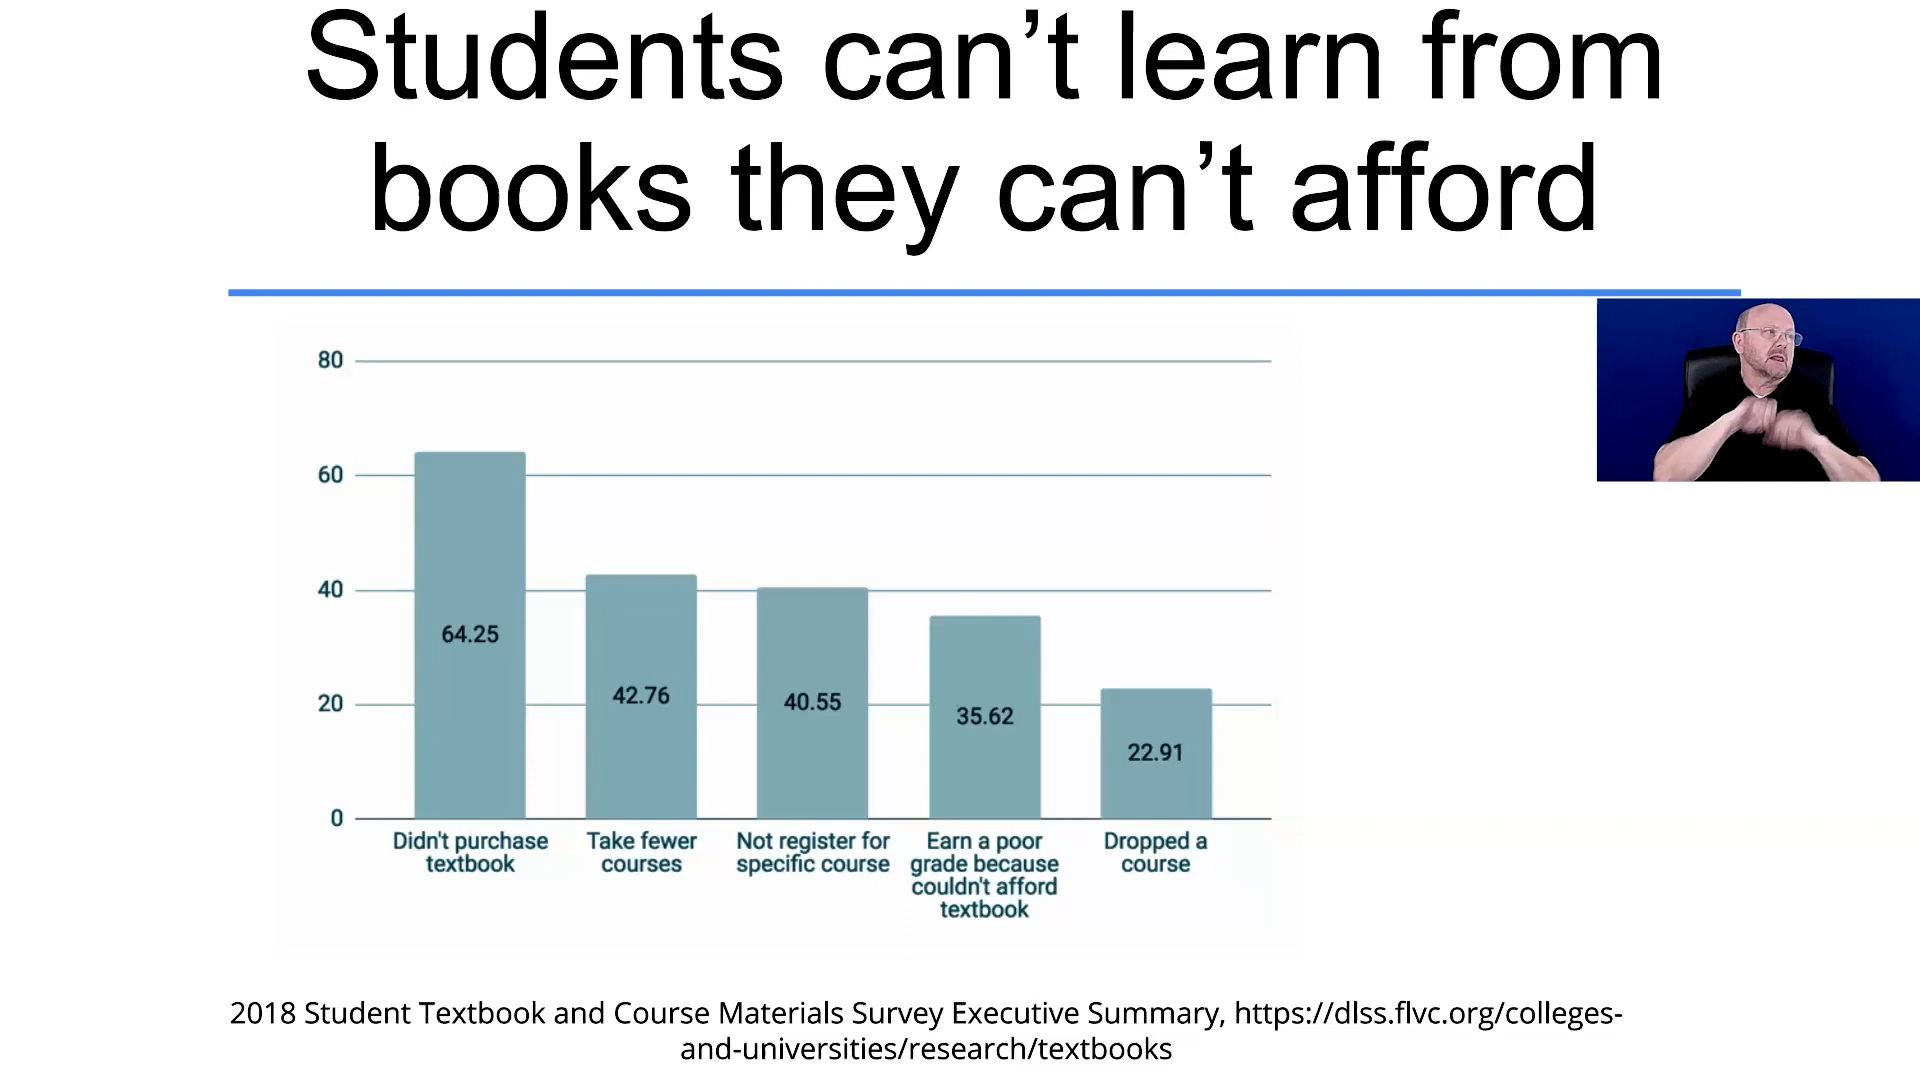 Students can’t learn from
books they can’t afford
80
60
40
20
0
64.25
42.76
40.55
35.62
22.91
Didn't purchase
textbook
Take fewer
courses
Not register for
specific course
Earn a poor
grade because
couldn't afford
textbook
Dropped a
course
2018 Student Textbook and Course Materials Survey Executive Summary, https://dlss.flvc.org/colleges-
and-universities/research/textbooks